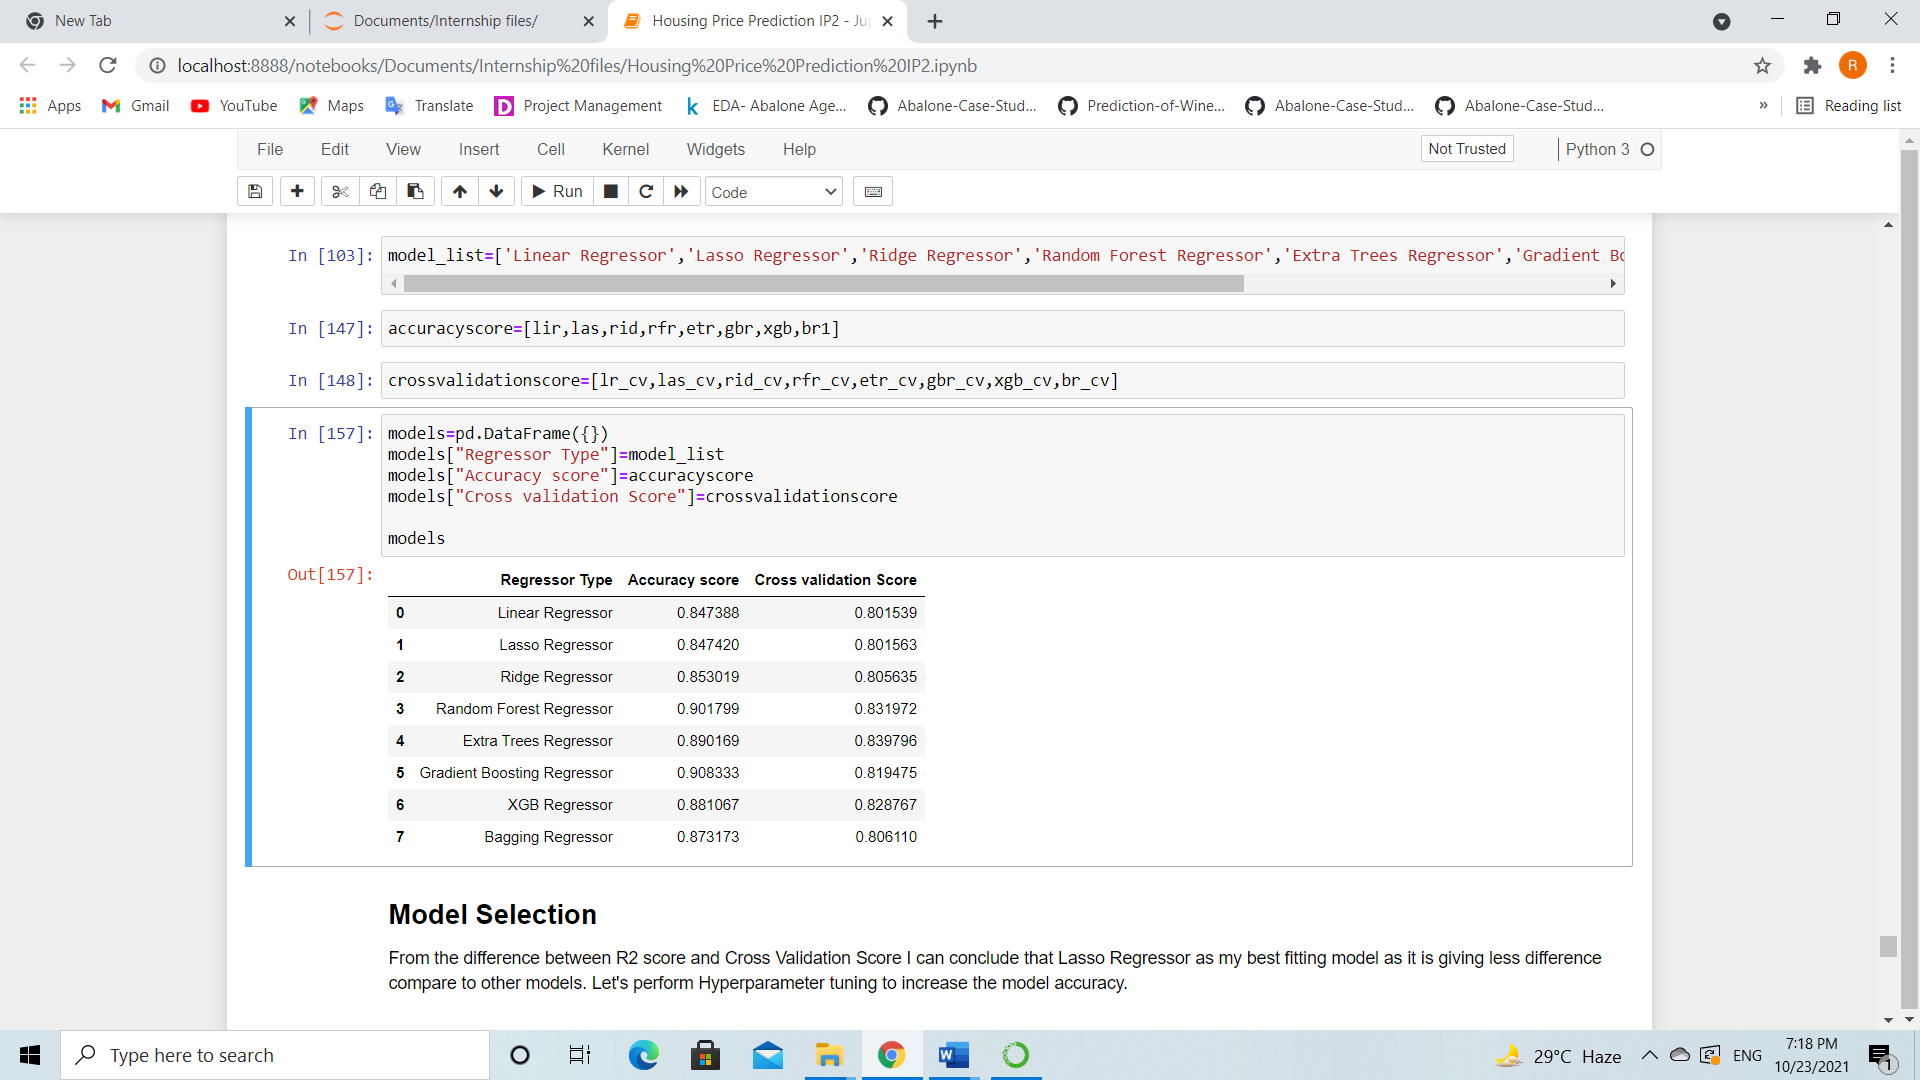 New Tab
Documents/Internship files/
Housing Price Prediction IP2 - Ju
localhost:8888/notebooks/Documents/Internship%20files/Housing%20Price%20Prediction%20IP2.ipynb
R
Apps Gmail YouTube Maps Translate Project Management EDA- Abalone Age... Abalone-Case-Stud... Prediction-of-Wine... Abalone-Case-Stud... Abalone-Case-Stud... » Reading list
File Edit View Insert Cell Kernel Widgets Help Not Trusted Python 3
Run Code
In [103]: model_list=['Linear Regressor','Lasso Regressor','Ridge Regressor','Random Forest Regressor','Extra Trees Regressor','Gradient Bo
In [147]: accuracyscore=[lir,las,rid,rfr,etr,gbr,xgb,br1]
In [148]: crossvalidationscore=[lr_cv,las_cv,rid_cv,rfr_cv,etr_cv,gbr_cv,xgb_cv,br_cv]
In [157]: models=pd.DataFrame({})
models["Regressor Type"]=model_list
models["Accuracy score"]=accuracyscore
models["Cross validation Score"]=crossvalidationscore
models
Out[157]:
Regressor Type Accuracy score Cross validation Score
0 Linear Regressor 0.847388 0.801539
1 Lasso Regressor 0.847420 0.801563
2 Ridge Regressor 0.853019 0.805635
3 Random Forest Regressor 0.901799 0.831972
4 Extra Trees Regressor 0.890169 0.839796
5 Gradient Boosting Regressor 0.908333 0.819475
6 XGB Regressor 0.881067 0.828767
7 Bagging Regressor 0.873173 0.806110
Model Selection
From the difference between R2 score and Cross Validation Score I can conclude that Lasso Regressor as my best fitting model as it is giving less difference
compare to other models. Let's perform Hyperparameter tuning to increase the model accuracy.
Type here to search
29°C Haze
ENG
7:18 PM
10/23/2021
1